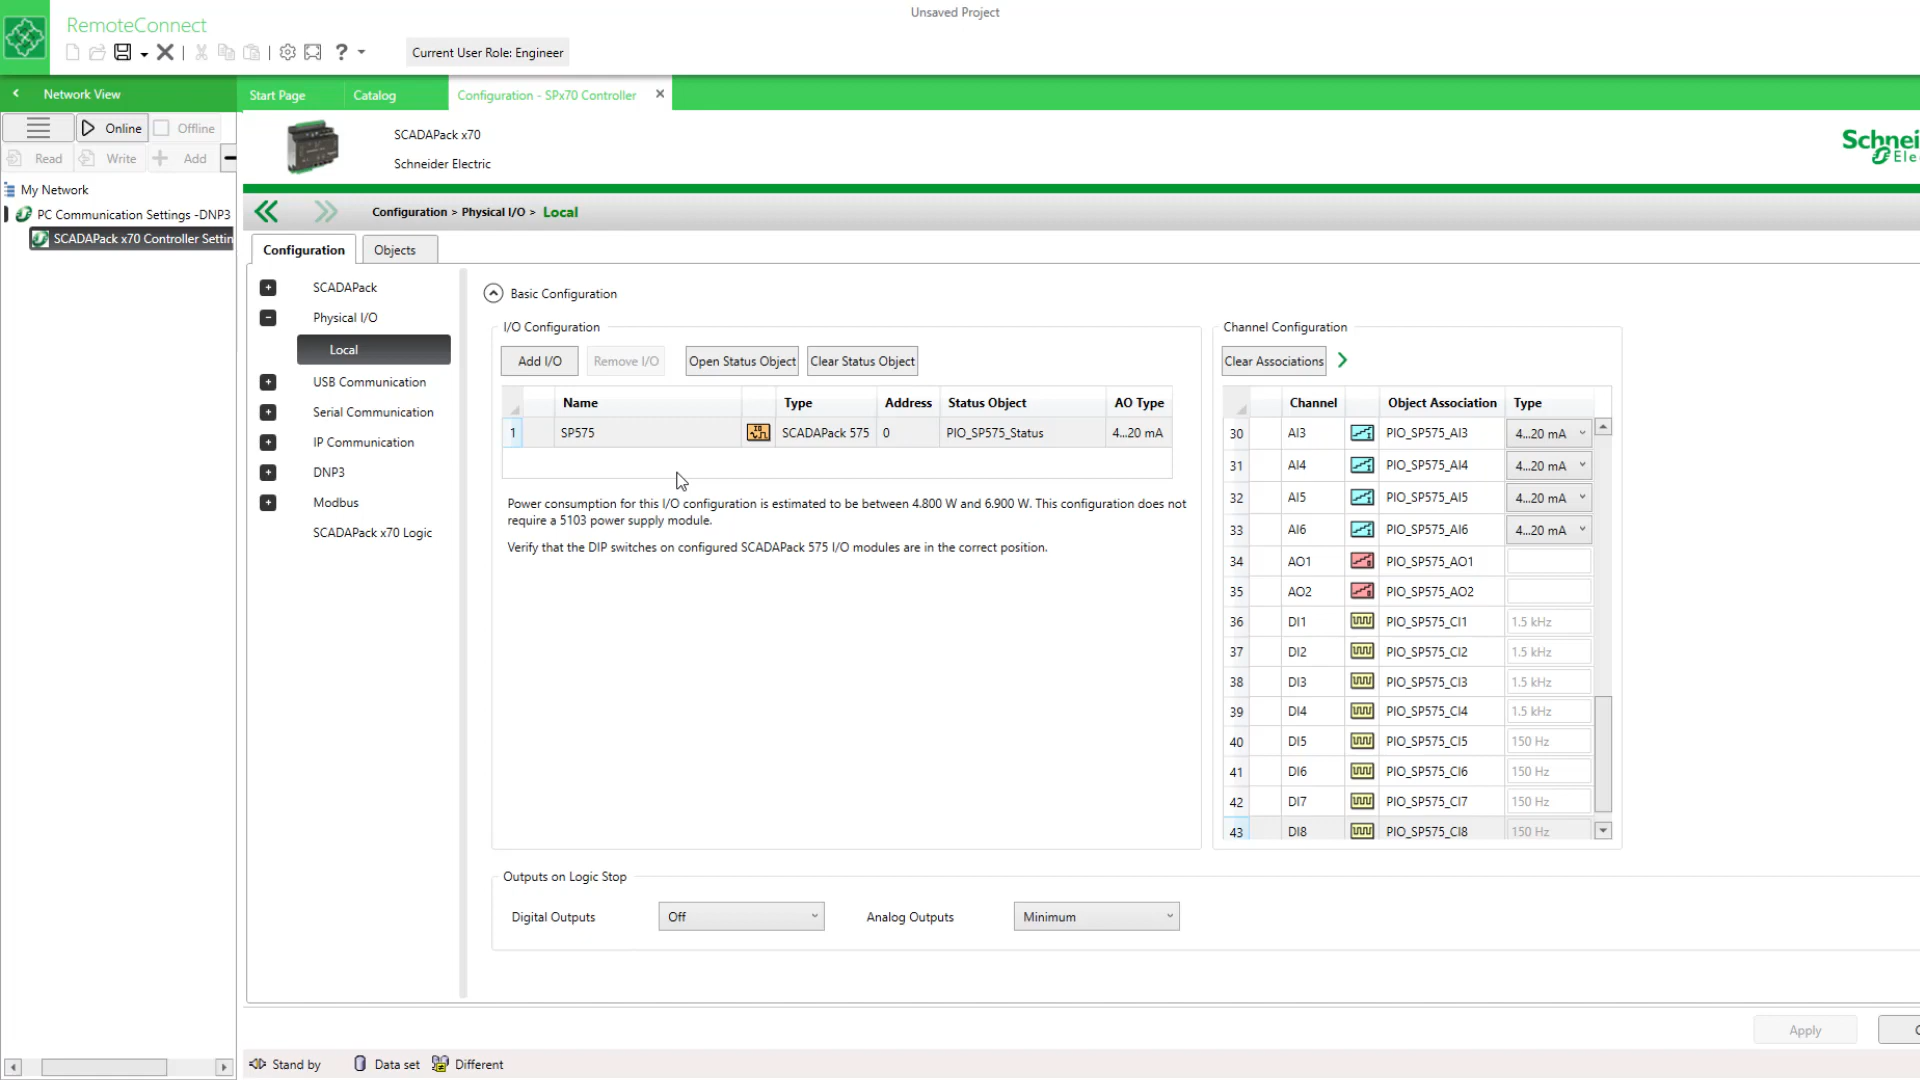 Unsaved Project
RemoteConnect
Current User Role: Engineer
Network View
Start Page
Catalog
Configuration - SPx70 Controller
Online
Offline
Read
Write
Add
My Network
PC Communication Settings -DNP3
SCADAPack x70 Controller Settin
SCADAPack x70
Schneider Electric
Schnei
Ele
Configuration > Physical I/O > Local
Configuration
Objects
SCADAPack
Physical I/O
Local
USB Communication
Serial Communication
IP Communication
DNP3
Modbus
SCADAPack x70 Logic
Basic Configuration
I/O Configuration
Add I/O
Remove I/O
Open Status Object
Clear Status Object
Name Type Address Status Object AO Type
1 SP575 SCADAPack 575 0 PIO_SP575_Status 4...20 mA
Power consumption for this I/O configuration is estimated to be between 4.800 W and 6.900 W. This configuration does not
require a 5103 power supply module.
Verify that the DIP switches on configured SCADAPack 575 I/O modules are in the correct position.
Channel Configuration
Clear Associations
Channel Object Association Type
30 AI3 PIO_SP575_AI3 4...20 mA
31 AI4 PIO_SP575_AI4 4...20 mA
32 AI5 PIO_SP575_AI5 4...20 mA
33 AI6 PIO_SP575_AI6 4...20 mA
34 AO1 PIO_SP575_AO1
35 AO2 PIO_SP575_AO2
36 DI1 PIO_SP575_CI1 1.5 kHz
37 DI2 PIO_SP575_CI2 1.5 kHz
38 DI3 PIO_SP575_CI3 1.5 kHz
39 DI4 PIO_SP575_CI4 1.5 kHz
40 DI5 PIO_SP575_CI5 150 Hz
41 DI6 PIO_SP575_CI6 150 Hz
42 DI7 PIO_SP575_CI7 150 Hz
43 DI8 PIO_SP575_CI8 150 Hz
Outputs on Logic Stop
Digital Outputs Off Analog Outputs Minimum
Apply
Stand by Data set Different